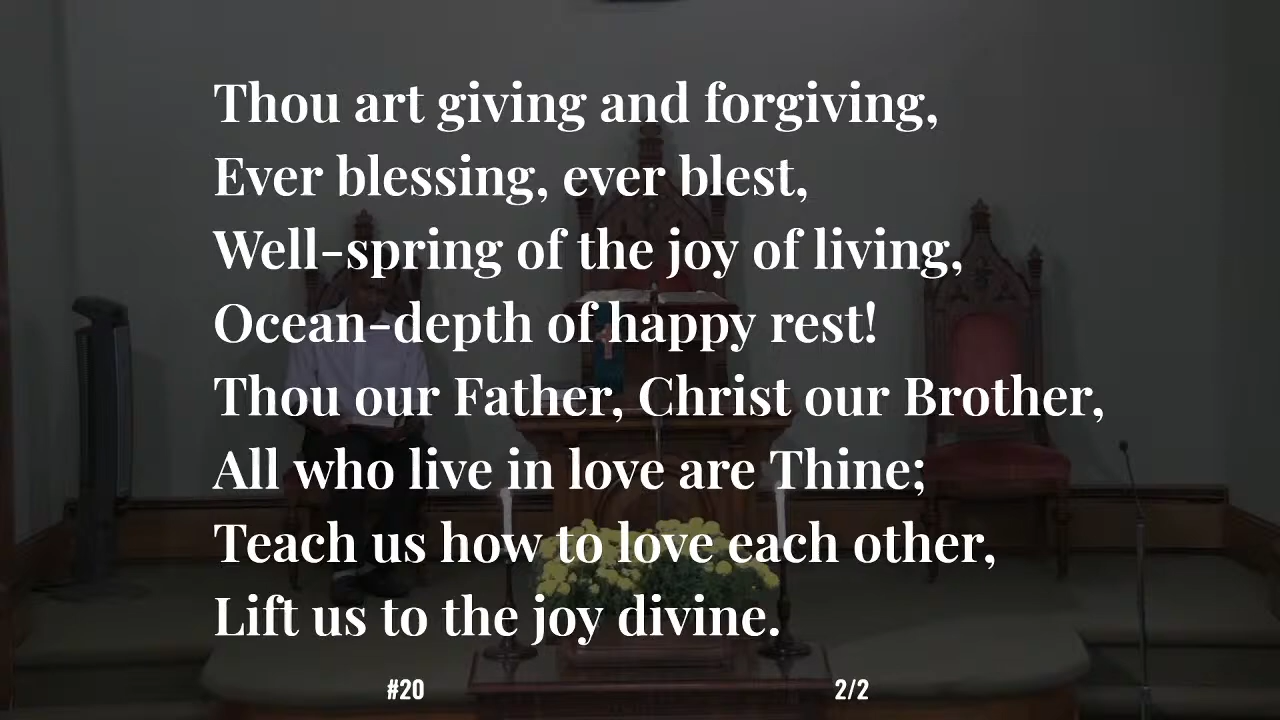 Thou art giving and forgiving,
Ever blessing, ever blest,
Well-spring of the joy of living,
Ocean-depth of happy rest!
Thou our Father, Christ our Brother,
All who live in love are Thine;
Teach us how to love each other,
Lift us to the joy divine.
#20 2/2